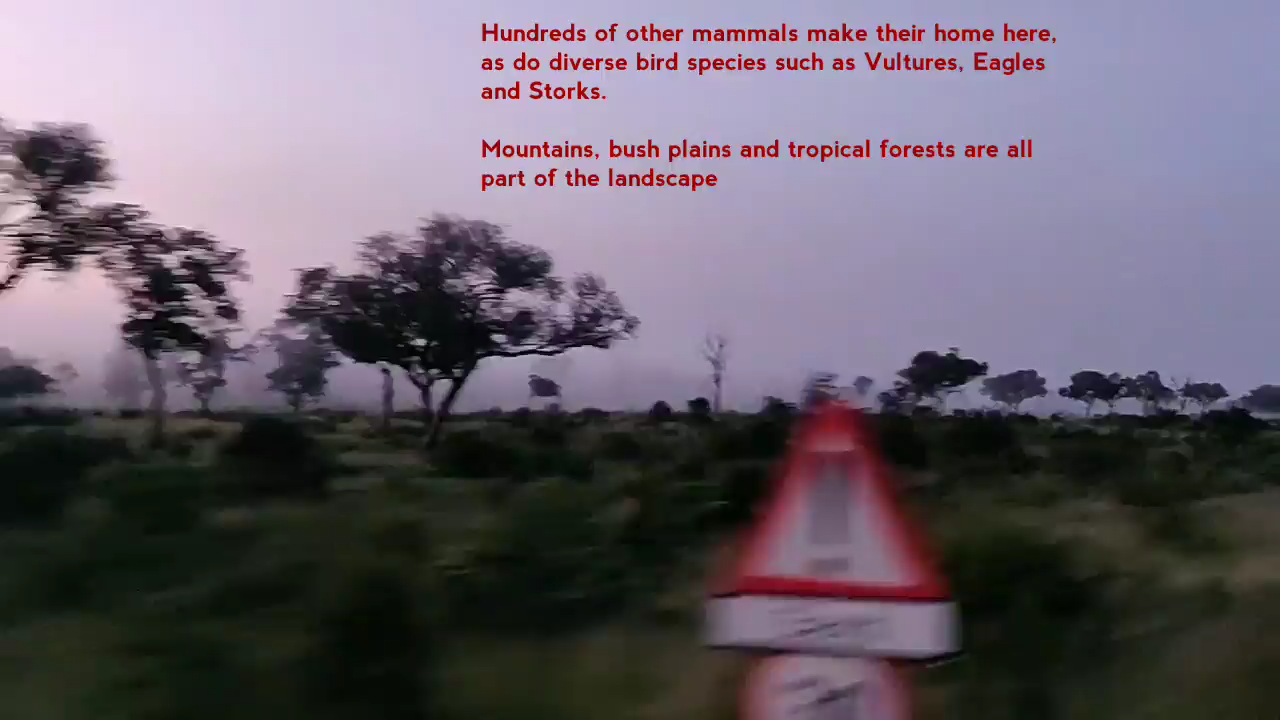 Hundreds of other mammals make their home here,
as do diverse bird species such as Vultures, Eagles
and Storks.
Mountains, bush plains and tropical forests are all
part of the landscape